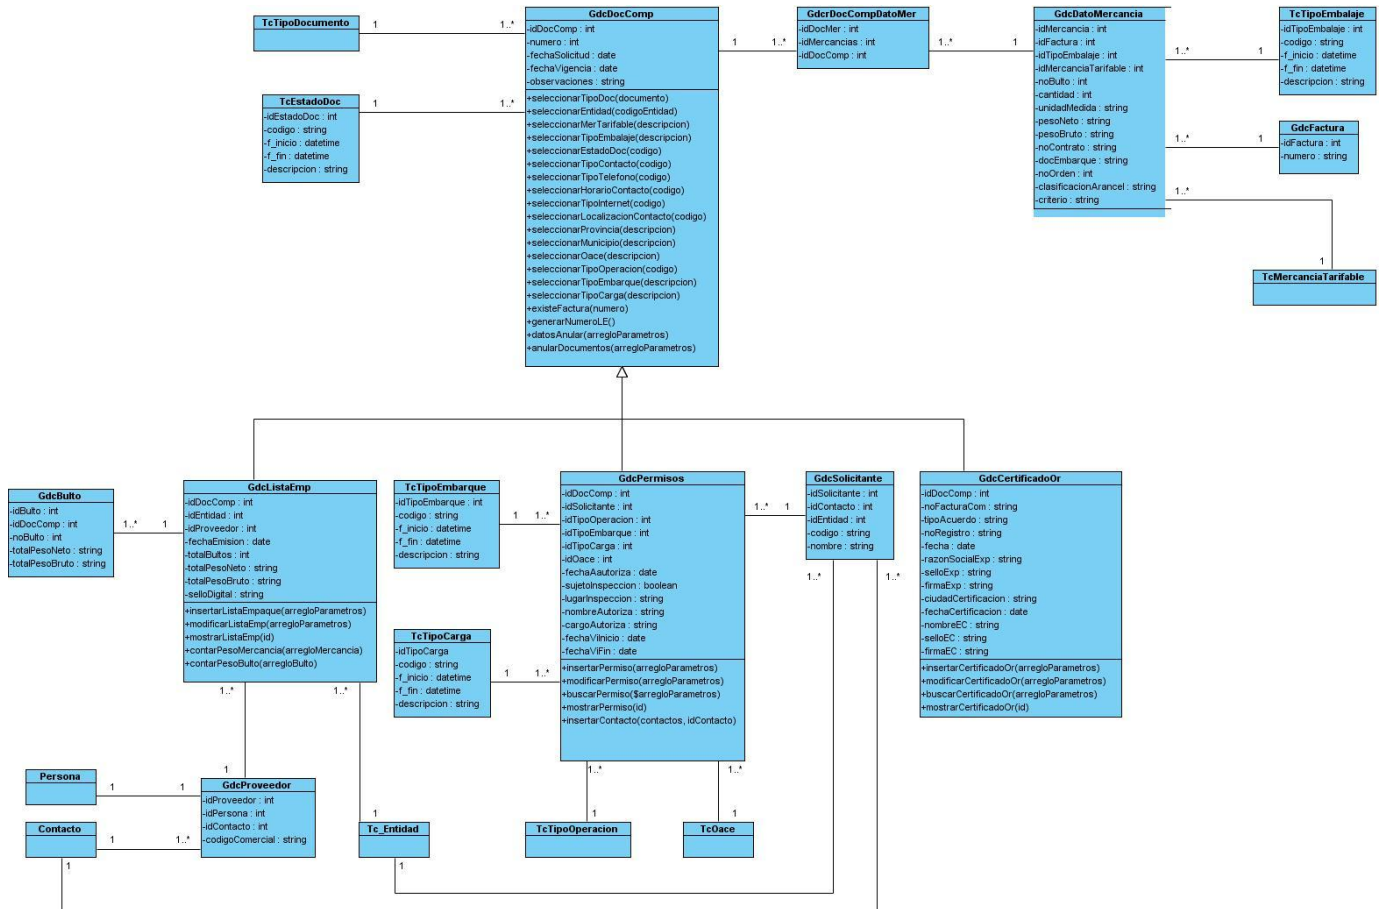 TcTipoDocumento
1
1..*
GdcDocComp
-idDocComp : int
-numero : int
-fechaSolicitud : date
-fechaVigencia : date
-observaciones : string
+seleccionarTipoDoc(documento)
+seleccionarEntidad(codigoEntidad)
+seleccionarMerTarifable(descripcion)
+seleccionarTipoEmbalaje(descripcion)
+seleccionarEstadoDoc(codigo)
+seleccionarTipoContacto(codigo)
+seleccionarTipoTelefono(codigo)
+seleccionarHorarioContacto(codigo)
+seleccionarTipoInternet(codigo)
+seleccionarLocalizacionContacto(codigo)
+seleccionarProvincia(descripcion)
+seleccionarMunicipio(descripcion)
+seleccionarOace(descripcion)
+seleccionarTipoOperacion(codigo)
+seleccionarTipoEmbarque(descripcion)
+seleccionarTipoCarga(descripcion)
+existeFactura(numero)
+generarNumeroLE()
+datosAnular(arregloParametros)
+anularDocumentos(arregloParametros)
1
1..*
GdcrDocCompDatoMer
-idDocMer : int
-idMercancias : int
-idDocComp : int
1..*
1
GdcDatoMercancia
-idMercancia : int
-idFactura : int
-idTipoEmbalaje : int
-idMercanciaTarifable : int
-noBulto : int
-cantidad : int
-unidadMedida : string
-pesoNeto : string
-pesoBruto : string
-noContrato : string
-docEmbarque : string
-noOrden : int
-clasificacionArancel : string
-criterio : string
1..*
1
TcTipoEmbalaje
-idTipoEmbalaje : int
-codigo : string
-f_inicio : datetime
-f_fin : datetime
-descripcion : string
1..*
1
GdcFactura
-idFactura : int
-numero : string
1..*
1
TcMercanciaTarifable
TcEstadoDoc
-idEstadoDoc : int
-codigo : string
-f_inicio : datetime
-f_fin : datetime
-descripcion : string
1
1..*
GdcBulto
-idBulto : int
-idDocComp : int
-noBulto : int
-totalPesoNeto : string
-totalPesoBruto : string
1..*
1
GdcListaEmp
-idDocComp : int
-idEntidad : int
-idProveedor : int
-fechaEmision : date
-totalBultos : int
-totalPesoNeto : string
-totalPesoBruto : string
-selloDigital : string
+insertarListaEmpaque(arregloParametros)
+modificarListaEmp(arregloParametros)
+mostrarListaEmp(id)
+contarPesoMercancia(arregloMercancia)
+contarPesoBulto(arregloBulto)
1..*
1..*
TcTipoEmbarque
-idTipoEmbarque : int
-codigo : string
-f_inicio : datetime
-f_fin : datetime
-descripcion : string
1
1..*
TcTipoCarga
-idTipoCarga
-codigo : string
-f_inicio : datetime
-f_fin : datetime
-descripcion : string
1
1..*
GdcPermisos
-idDocComp : int
-idSolicitante : int
-idTipoOperacion : int
-idTipoEmbarque : int
-idTipoCarga : int
-idOace : int
-fechaAautoriza : date
-sujetoInspeccion : boolean
-lugarInspeccion : string
-nombreAutoriza : string
-cargoAutoriza : string
-fechaViInicio : date
-fechaViFin : date
+insertarPermiso(arregloParametros)
+modificarPermiso(arregloParametros)
+buscarPermiso($arregloParametros)
+mostrarPermiso(id)
+insertarContacto(contactos, idContacto)
1..*
1
GdcSolicitante
-idSolicitante : int
-idContacto : int
-idEntidad : int
-codigo : string
-nombre : string
1..*
1..*
GdcCertificadoOr
-idDocComp : int
-noFacturaCom : string
-tipoAcuerdo : string
-noRegistro : string
-fecha : date
-razonSocialExp : string
-selloExp : string
-firmaExp : string
-ciudadCertificacion : string
-fechaCertificacion : date
-nombreEC : string
-selloEC : string
-firmaEC : string
+insertarCertificadoOr(arregloParametros)
+modificarCertificadoOr(arregloParametros)
+buscarCertificadoOr(arregloParametros)
+mostrarCertificadoOr(id)
Persona
1
1
1
GdcProveedor
-idProveedor : int
-idPersona : int
-idContacto : int
-codigoComercial : string
Contacto
1
1..*
1
1
Tc_Entidad
1
1..*
1
TcTipoOperacion
1..*
1
TcOace